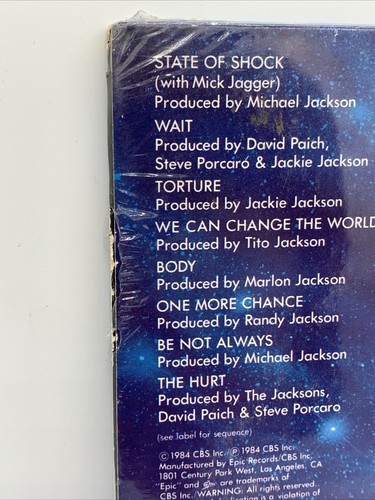 STATE OF SHOCK
(with Mick Jagger)
Produced by Michael Jackson
WAIT
Produced by David Paich,
Steve Porcaro & Jackie Jackson
TORTURE
Produced by Jackie Jackson
WE CAN CHANGE THE WORLD
Produced by Tito Jackson
BODY
Produced by Marlon Jackson
ONE MORE CHANCE
Produced by Randy Jackson
BE NOT ALWAYS
Produced by Michael Jackson
THE HURT
Produced by The Jacksons,
David Paich & Steve Porcaro
(see label for sequence)
© 1984 CBS Inc./℗ 1984 CBS Inc.
Manufactured by Epic Records/CBS Inc.
1801 Century Park West, Los Angeles, CA
"Epic" and are trademarks of
CBS Inc./WARNING: All rights reserved.
duplication is a violation of